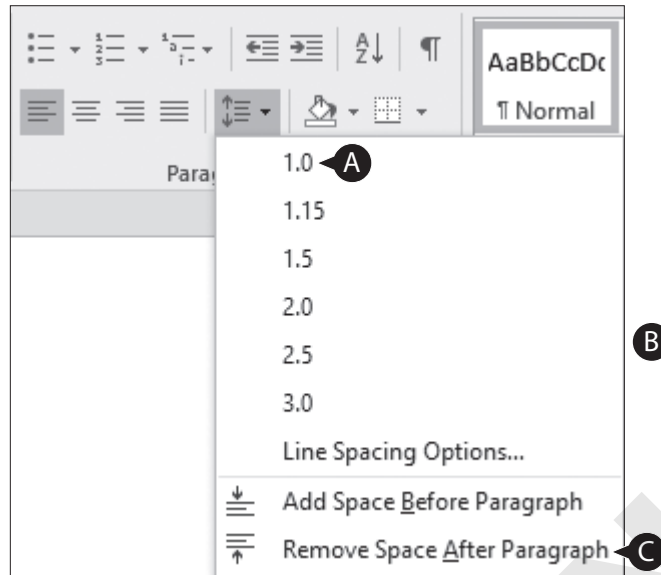 AaBbCcDc
¶ Normal
Para
1.0 A
1.15
1.5
2.0
B
2.5
3.0
Line Spacing Options...
Add Space Before Paragraph
Remove Space After Paragraph C